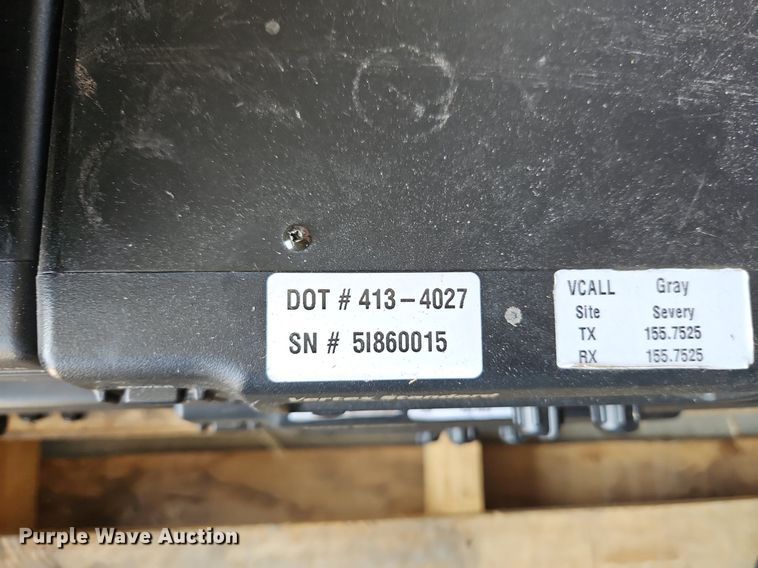 DOT # 413-4027
SN # 5I860015
VCALL Gray
Site Severy
TX 155.7525
RX 155.7525
Purple Wave Auction®